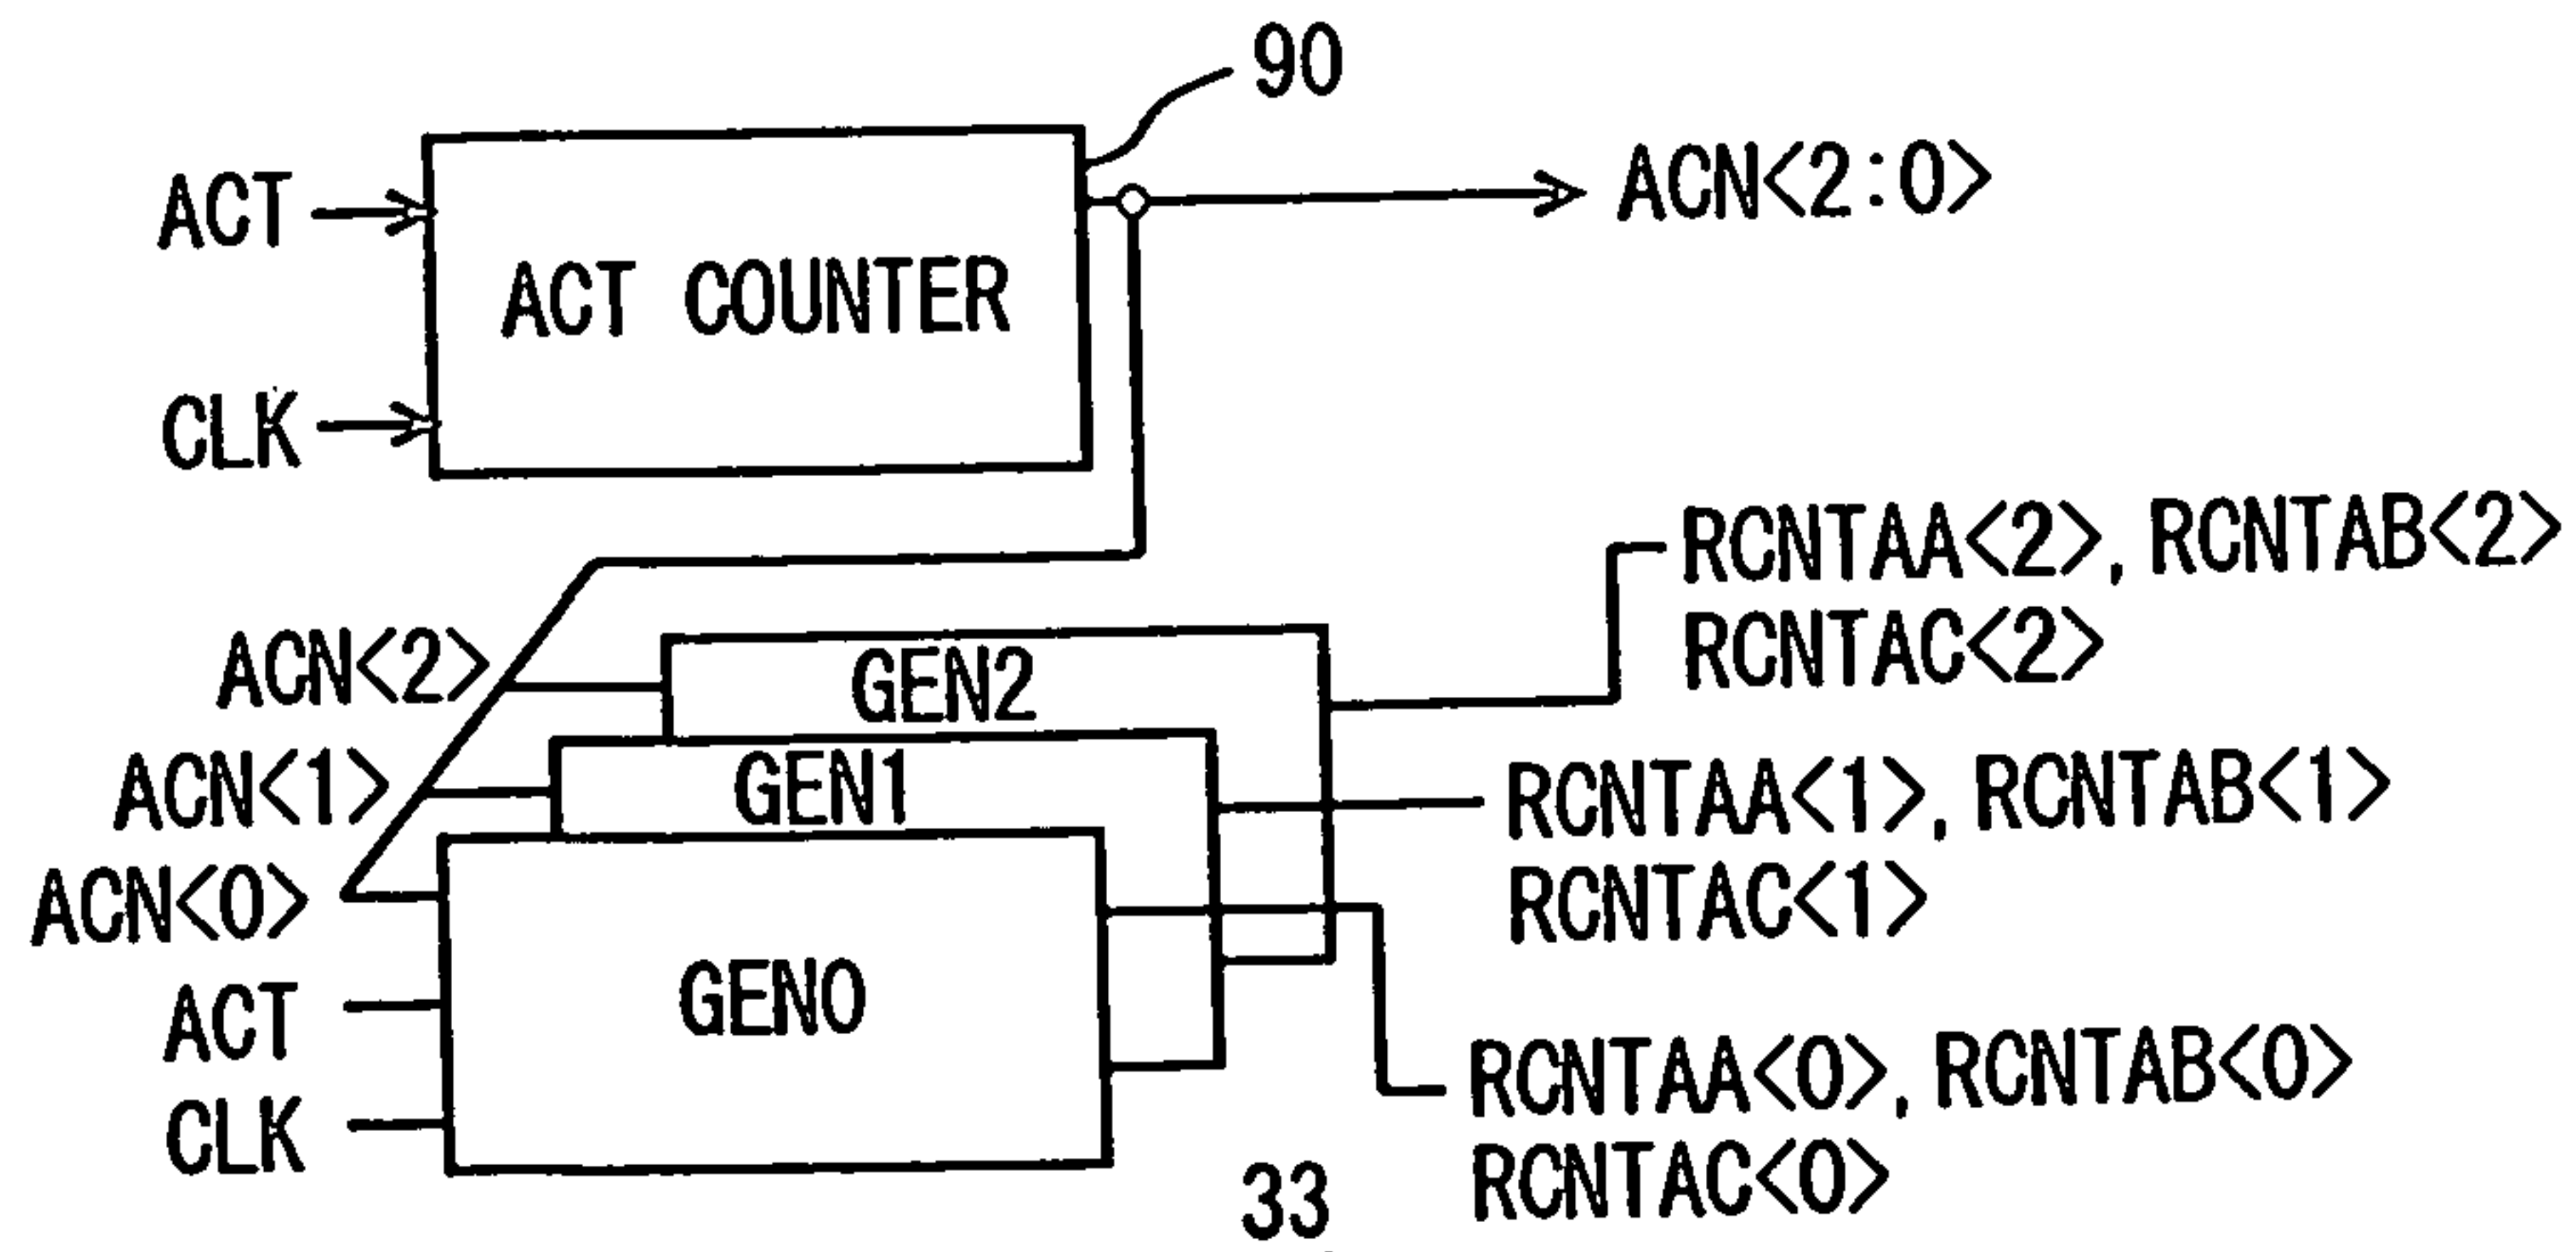 90
ACT
ACN<2:0>
ACT COUNTER
CLK
RCNTAA<2>, RCNTAB<2>
RCNTAC<2>
ACN<2>
GEN2
ACN<1>
GEN1
RCNTAA<1>, RCNTAB<1>
RCNTAC<1>
ACN<0>
GEN0
ACT
CLK
RCNTAA<0>, RCNTAB<0>
RCNTAC<0>
33